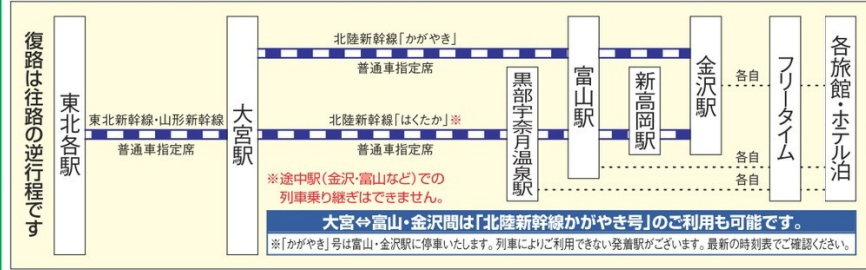 復路は往路の逆行程です
東北各駅
東北新幹線・山形新幹線
普通車指定席
大宮駅
北陸新幹線「かがやき」
普通車指定席
北陸新幹線「はくたか」※
普通車指定席
※途中駅(金沢・富山など)での
列車乗り継ぎはできません。
黒部宇奈月温泉駅
富山駅
新高岡駅
金沢駅
各自
各自
各自
フリータイム
各旅館・ホテル泊
大宮⇔富山・金沢間は「北陸新幹線かがやき号」のご利用も可能です。
※「かがやき」号は富山・金沢駅に停車いたします。列車によりご利用できない発着駅がございます。最新の時刻表でご確認ください。